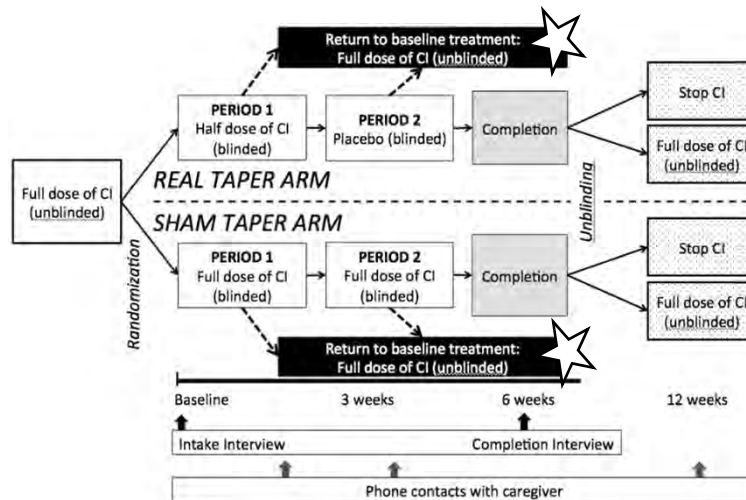 Return to baseline treatment:
Full dose of CI (unblinded)
PERIOD 1
Half dose of CI
(blinded)
PERIOD 2
Placebo (blinded)
Completion
Stop CI
Full dose of CI
(unblinded)
Full dose of CI
(unblinded)
REAL TAPER ARM
SHAM TAPER ARM
Randomization
Unblinding
PERIOD 1
Full dose of CI
(blinded)
PERIOD 2
Full dose of CI
(blinded)
Completion
Stop CI
Full dose of CI
(unblinded)
Return to baseline treatment:
Full dose of CI (unblinded)
Baseline
3 weeks
6 weeks
12 weeks
Intake Interview
Completion Interview
Phone contacts with caregiver